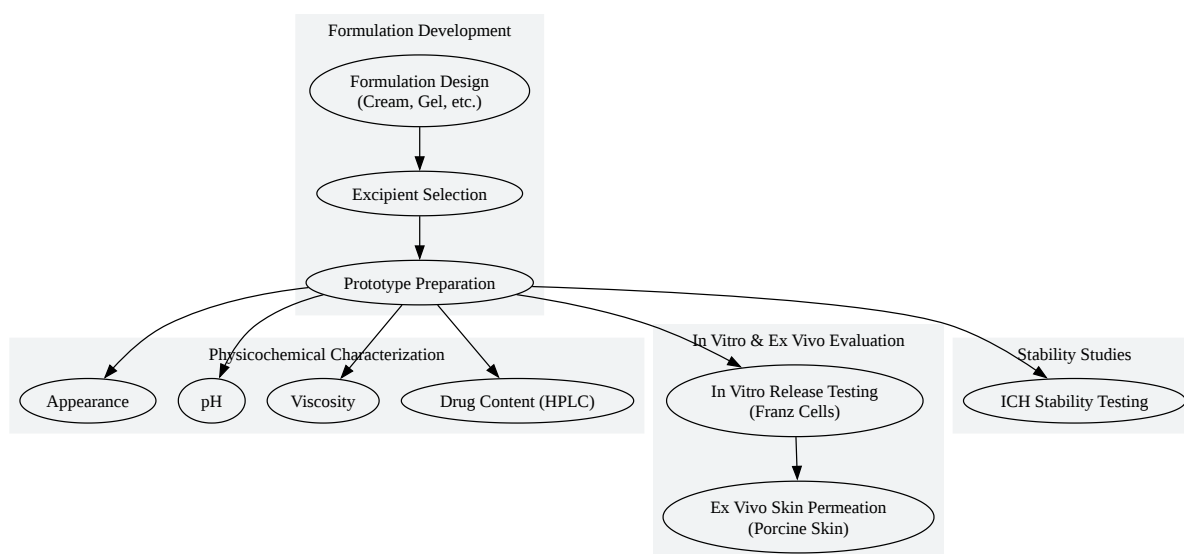 Formulation Development
Formulation Design
(Cream, Gel, etc.)
Excipient Selection
Prototype Preparation
Physicochemical Characterization
Appearance
pH
Viscosity
Drug Content (HPLC)
In Vitro & Ex Vivo Evaluation
In Vitro Release Testing
(Franz Cells)
Ex Vivo Skin Permeation
(Porcine Skin)
Stability Studies
ICH Stability Testing